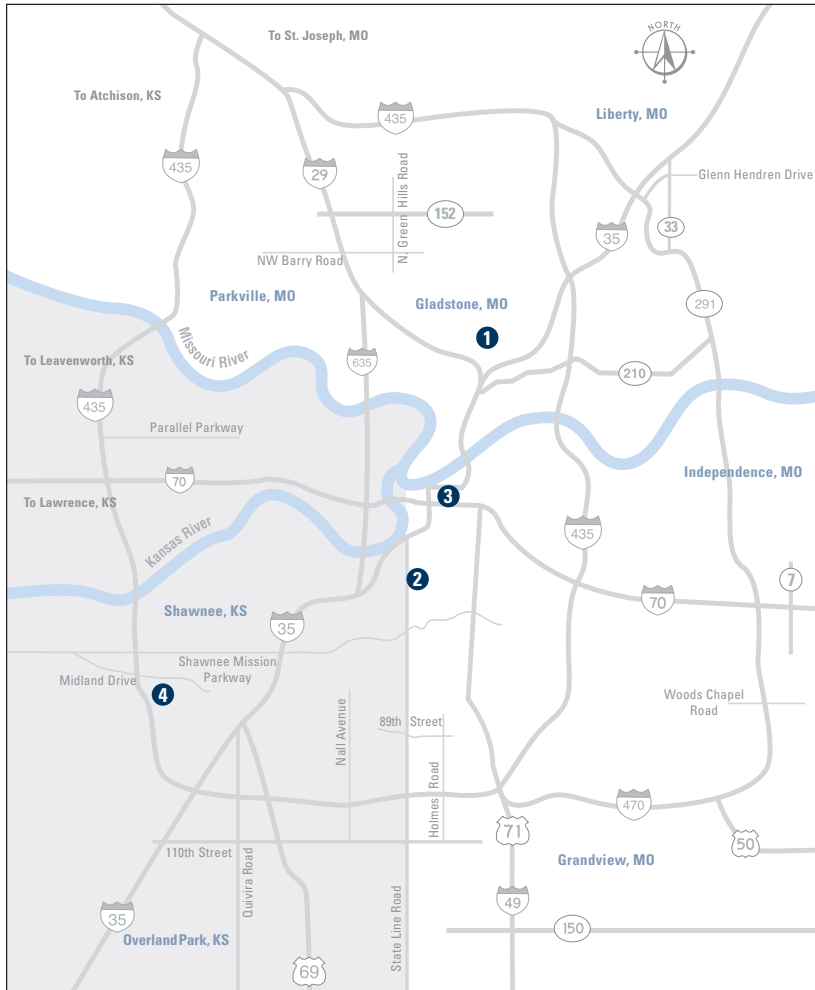 To St. Joseph, MO
NORTH
To Atchison, KS
435
Liberty, MO
435
29
N. Green Hills Road
Glenn Hendren Drive
152
33
35
NW Barry Road
Parkville, MO
Gladstone, MO
291
1
Missouri River
635
To Leavenworth, KS
210
435
Parallel Parkway
70
Independence, MO
3
To Lawrence, KS
Kansas River
435
2
7
70
Shawnee, KS
35
Shawnee Mission
Parkway
Midland Drive
4
Woods Chapel
Road
Nall Avenue
89th Street
Holmes Road
470
71
50
110th Street
Grandview, MO
Quivira Road
49
35
150
Overland Park, KS
State Line Road
69